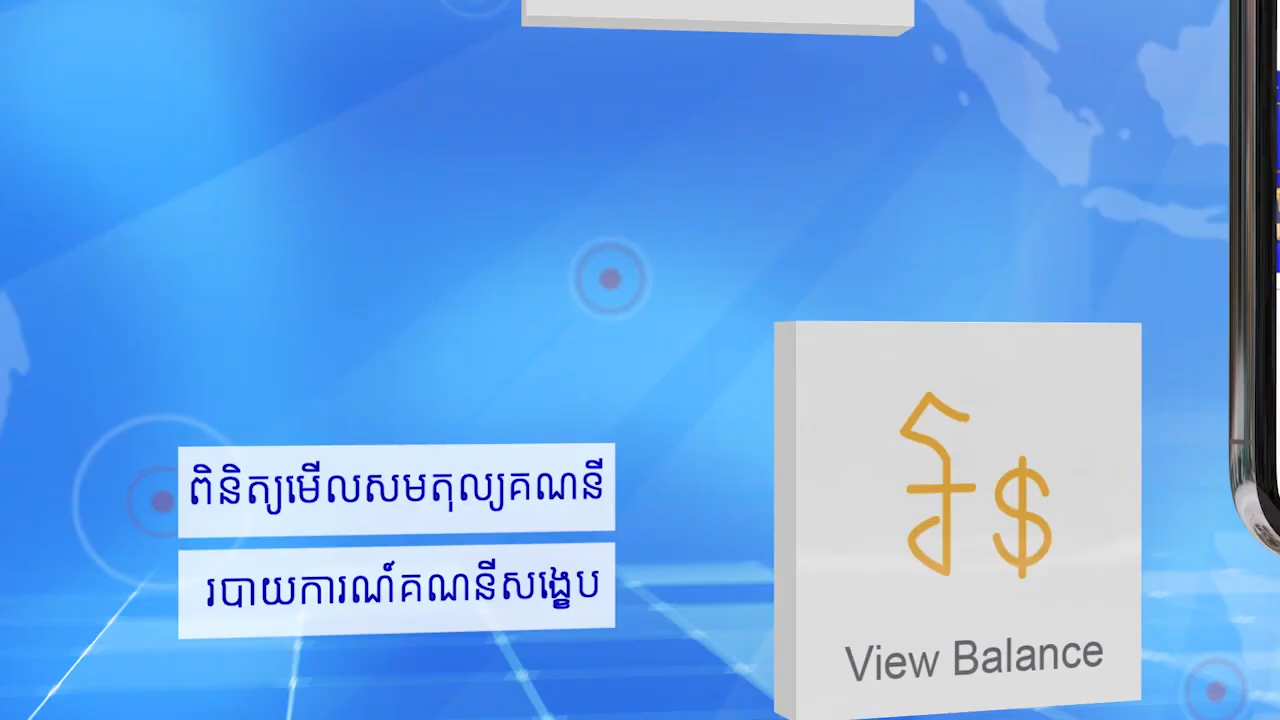 ពិនិត្យមើលសមតុល្យគណនី
របាយការណ៍គណនីសង្ខេប
៛ $
View Balance